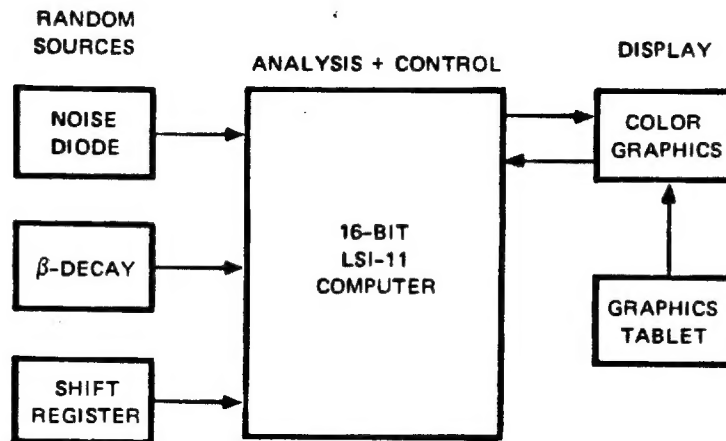 RANDOM
SOURCES
ANALYSIS + CONTROL
DISPLAY
NOISE
DIODE
β-DECAY
SHIFT
REGISTER
16-BIT
LSI-11
COMPUTER
COLOR
GRAPHICS
GRAPHICS
TABLET